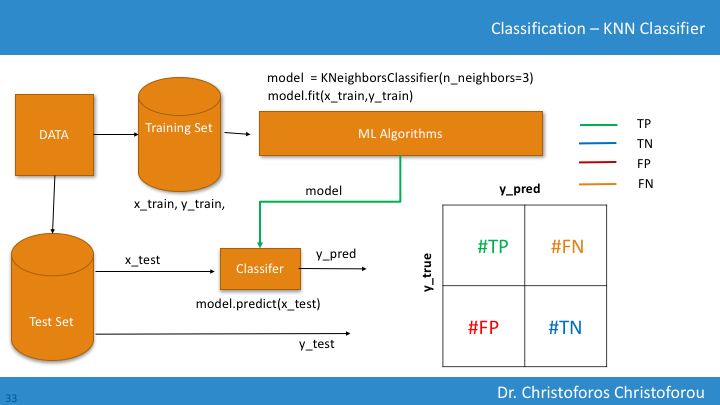 Classification – KNN Classifier
model = KNeighborsClassifier(n_neighbors=3)
model.fit(x_train,y_train)
DATA
Training Set
ML Algorithms
TP
TN
FP
FN
x_train, y_train,
model
y_pred
y_true
#TP #FN
#FP #TN
x_test
Classifer
y_pred
model.predict(x_test)
Test Set
y_test
33
Dr. Christoforos Christoforou